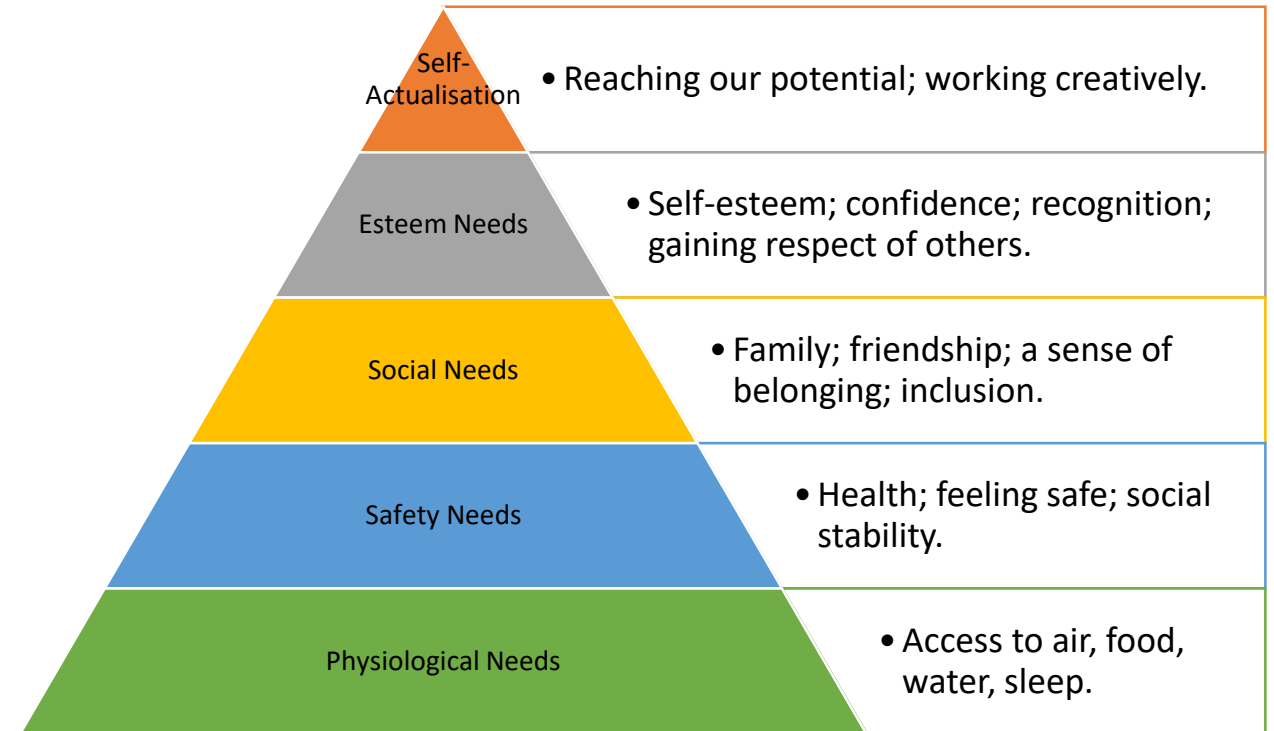 Self-
Actualisation
• Reaching our potential; working creatively.
Esteem Needs
• Self-esteem; confidence; recognition;
gaining respect of others.
Social Needs
• Family; friendship; a sense of
belonging; inclusion.
Safety Needs
• Health; feeling safe; social
stability.
Physiological Needs
• Access to air, food,
water, sleep.